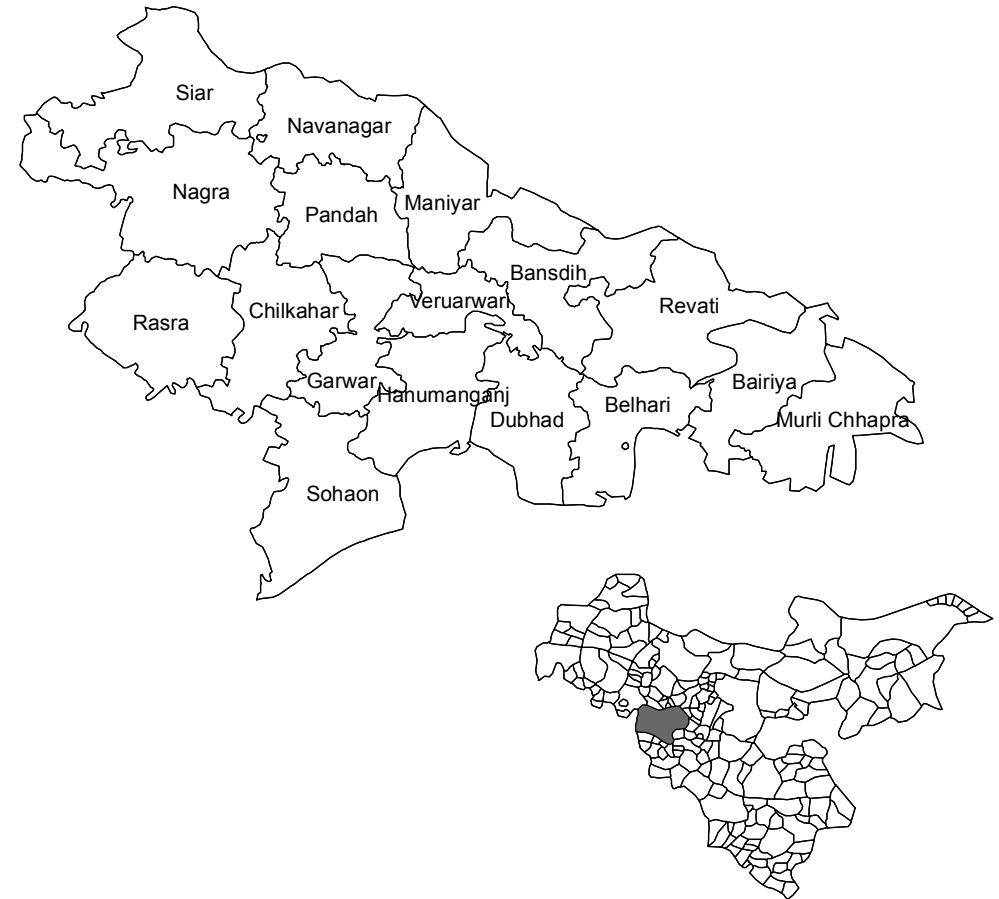 Siar
Navanagar
Nagra
Maniyar
Pandah
Bansdih
Veruarwari
Revati
Chilkahar
Rasra
Garwar
Bairiya
Hanumanganj
Belhari
Dubhad
Murli Chhapra
Sohaon